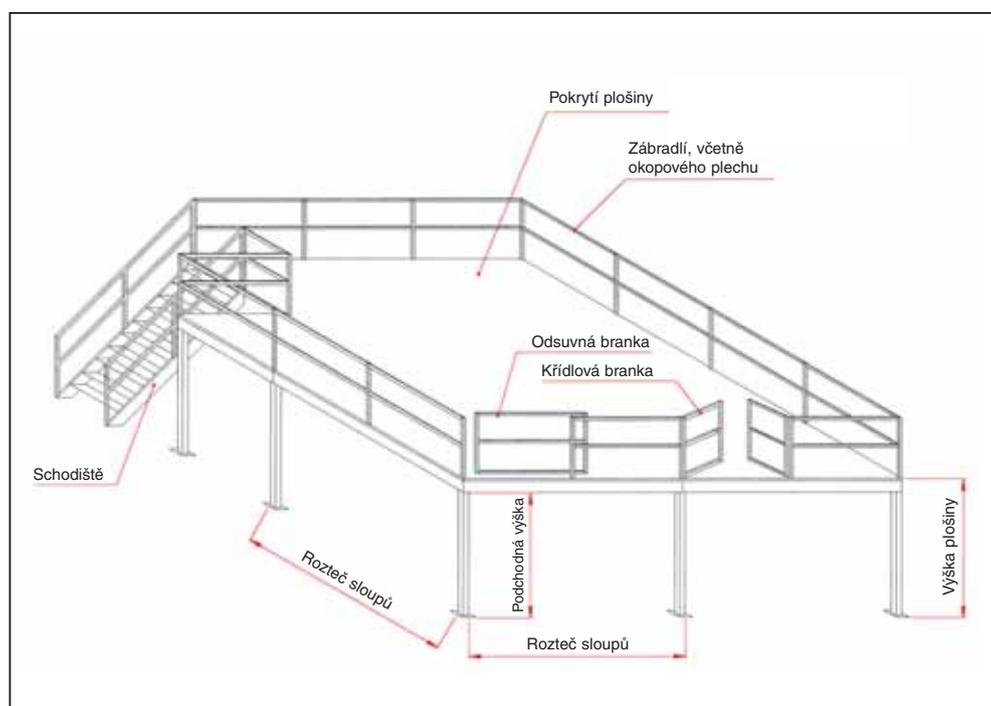 Pokrytí plošiny
Zábradlí, včetně
okopového plechu
Odsuvná branka
Křídlová branka
Schodiště
Podchodná výška
Výška plošiny
Rozteč sloupů
Rozteč sloupů